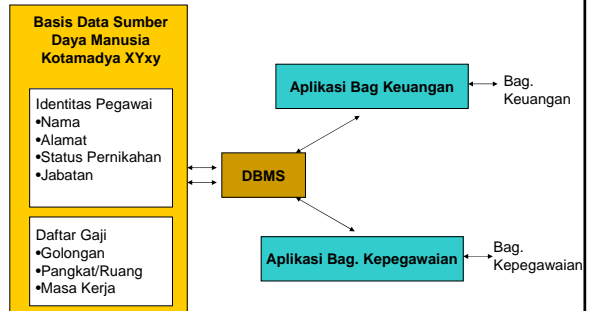 Basis Data Sumber
Daya Manusia
Kotamadya XYxy
Identitas Pegawai
•Nama
•Alamat
•Status Pernikahan
•Jabatan
Daftar Gaji
•Golongan
•Pangkat/Ruang
•Masa Kerja
DBMS
Aplikasi Bag Keuangan
Bag.
Keuangan
Aplikasi Bag. Kepegawaian
Bag.
Kepegawaian